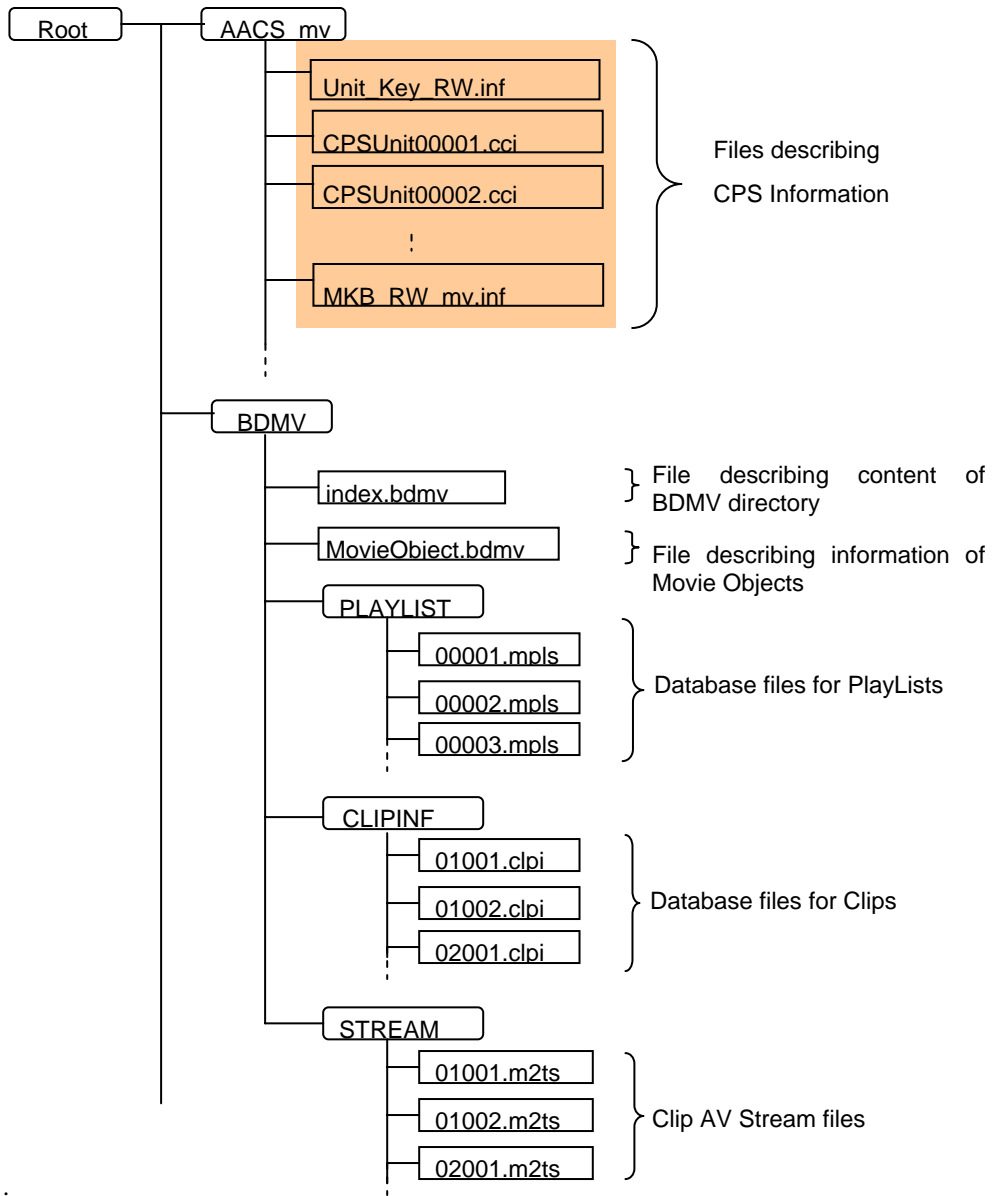 Root
AACS_mv
Unit_Key_RW.inf
CPSUnit00001.cci
CPSUnit00002.cci
MKB_RW_mv.inf
Files describing
CPS Information
BDMV
index.bdmv
File describing content of
BDMV directory
MovieObject.bdmv
File describing information of
Movie Objects
PLAYLIST
00001.mpls
00002.mpls
00003.mpls
Database files for PlayLists
CLIPINF
01001.clpi
01002.clpi
02001.clpi
Database files for Clips
STREAM
01001.m2ts
01002.m2ts
02001.m2ts
Clip AV Stream files
.